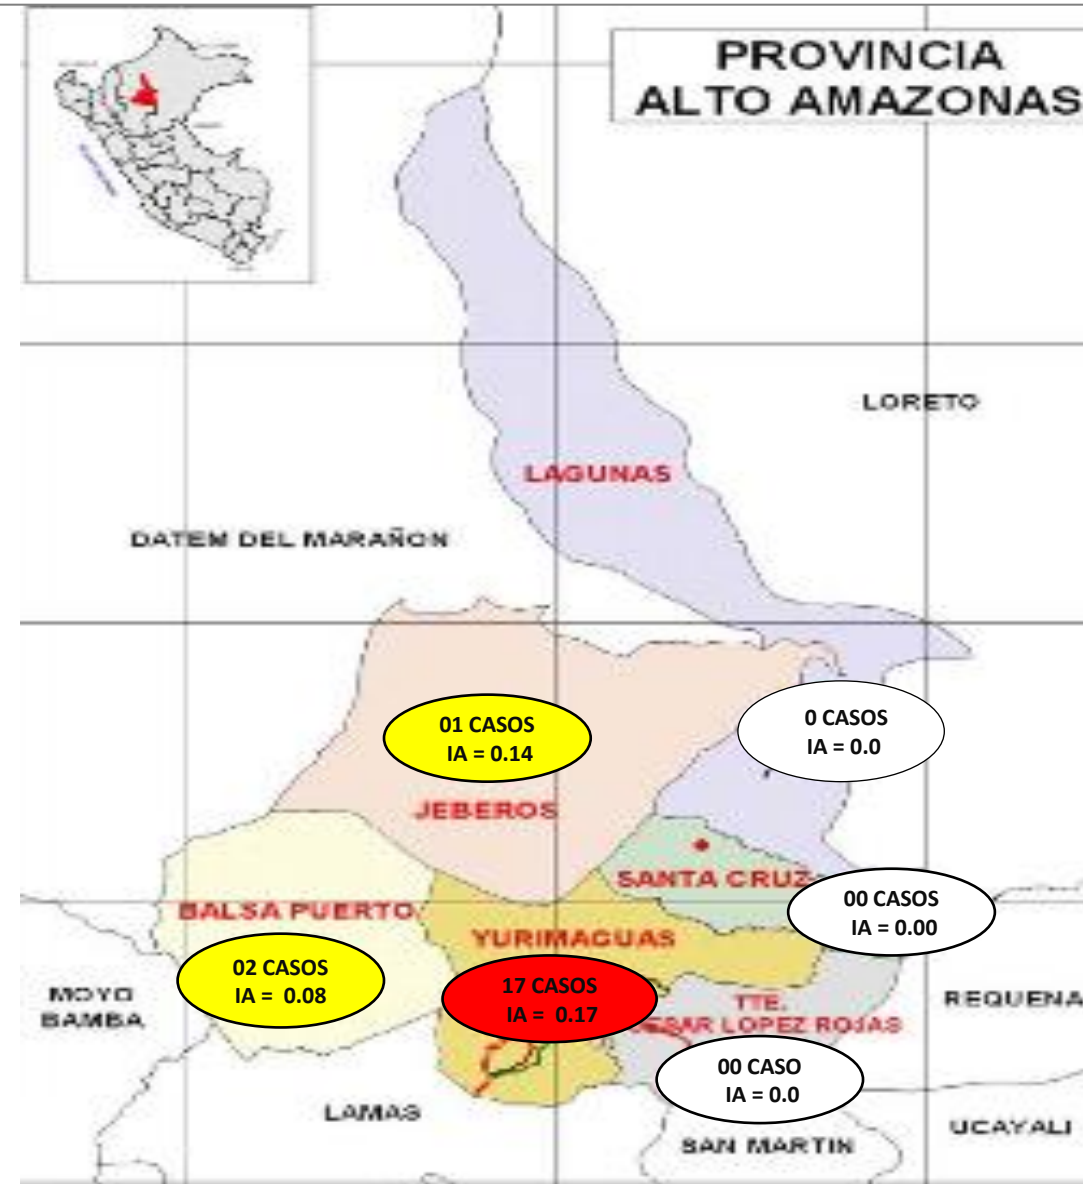 PROVINCIA
ALTO AMAZONAS
LORETO
LAGUNAS
DATEM DEL MARAÑON
01 CASOS
IA = 0.14
0 CASOS
IA = 0.0
JEBEROS
SANTA CRUZ
00 CASOS
IA = 0.00
BALSA PUERTO
YURIMAGUAS
02 CASOS
IA = 0.08
17 CASOS
IA = 0.17
MOYO
BAMBA
TTE.
ESAR LOPEZ ROJAS
REQUENA
00 CASO
IA = 0.0
LAMAS
SAN MARTIN
UCAYALI